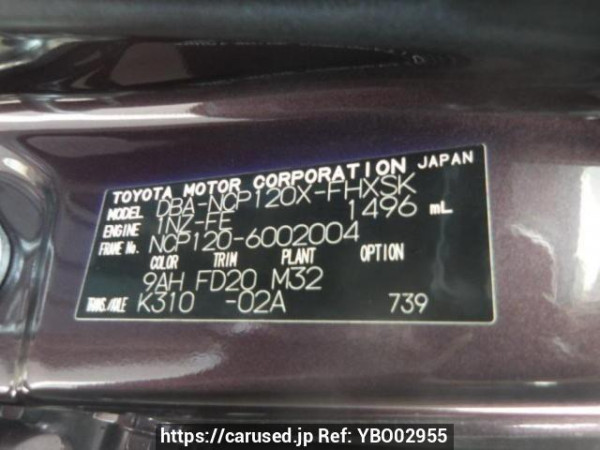 TOYOTA MOTOR CORPORATION JAPAN
MODEL DBA-NCP120X-FHXSK
ENGINE 1NZ-FE 1496 mL
FRAME No. NCP120-6002004
COLOR TRIM PLANT OPTION
9AH FD20 M32
TRANS./AXLE K310 -02A 739
https://carused.jp Ref: YBO02955